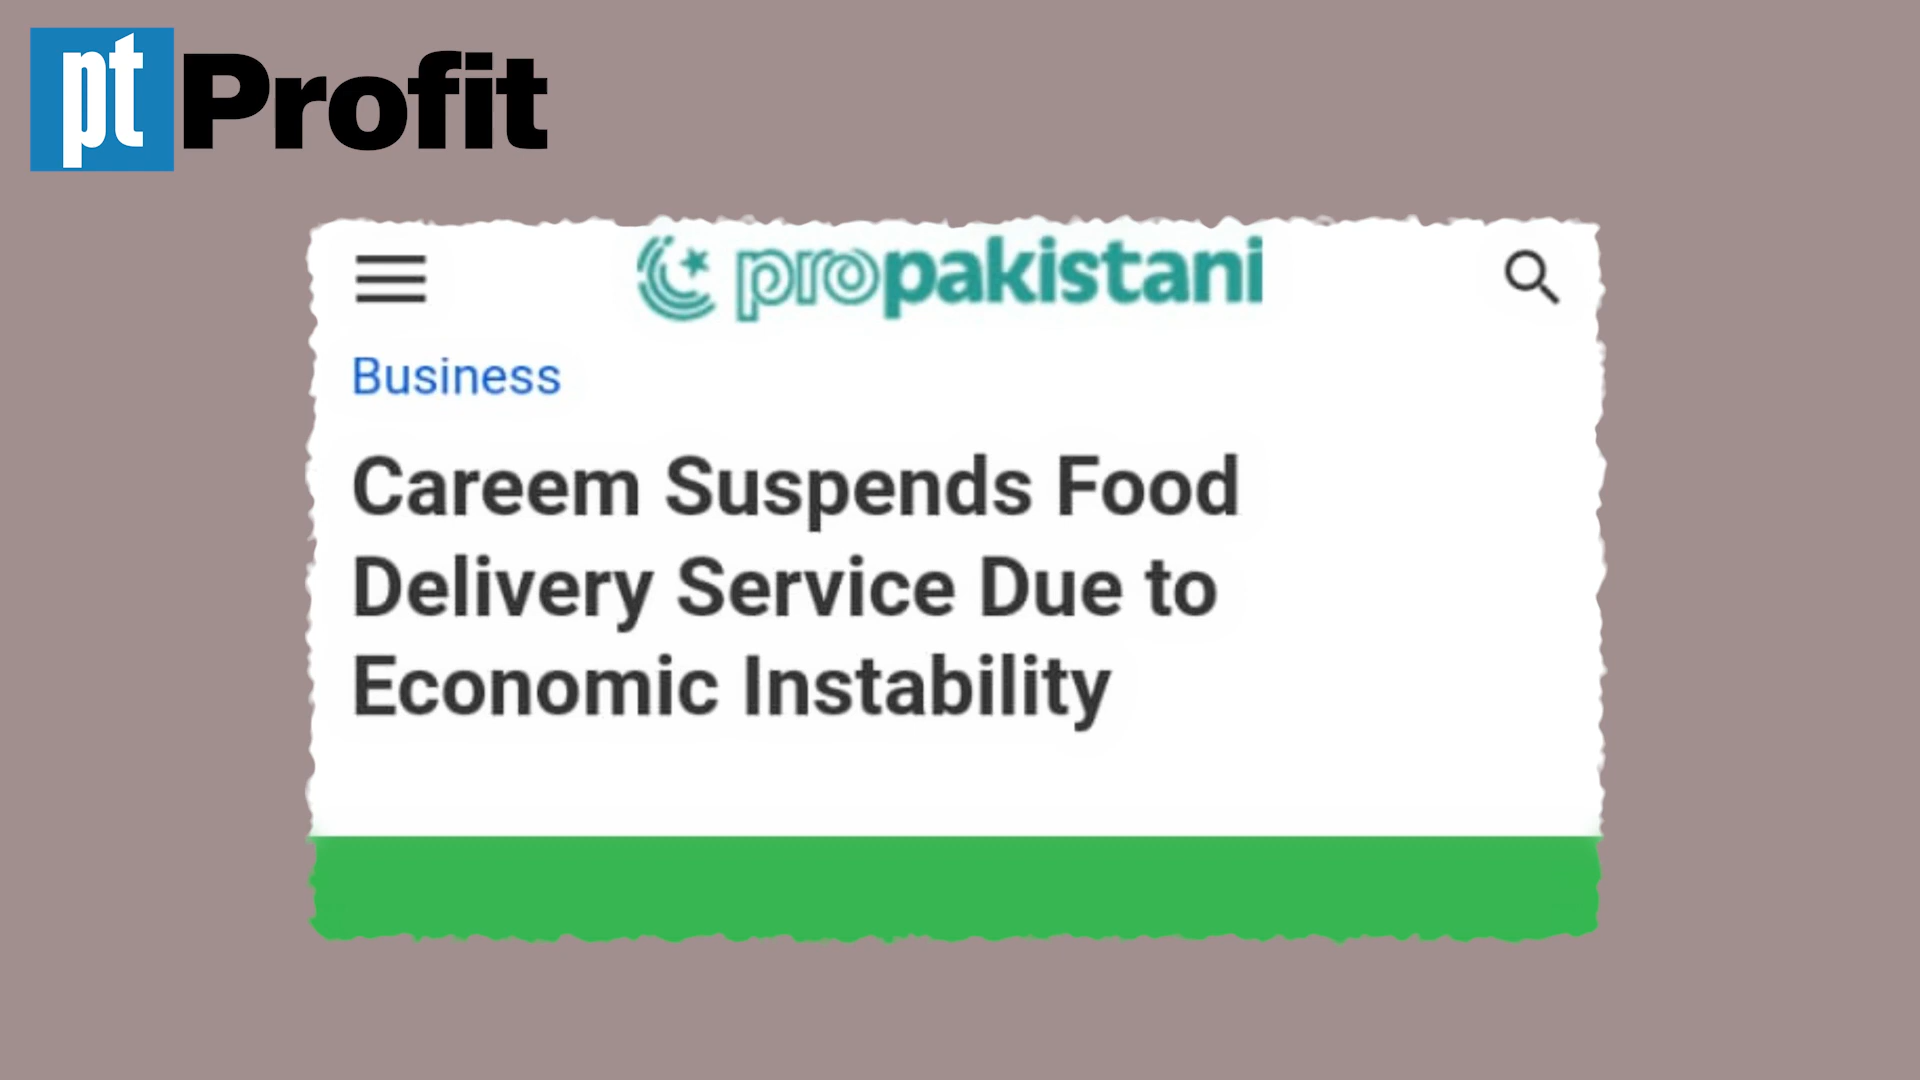 pt Profit
propakistani
Business
Careem Suspends Food
Delivery Service Due to
Economic Instability